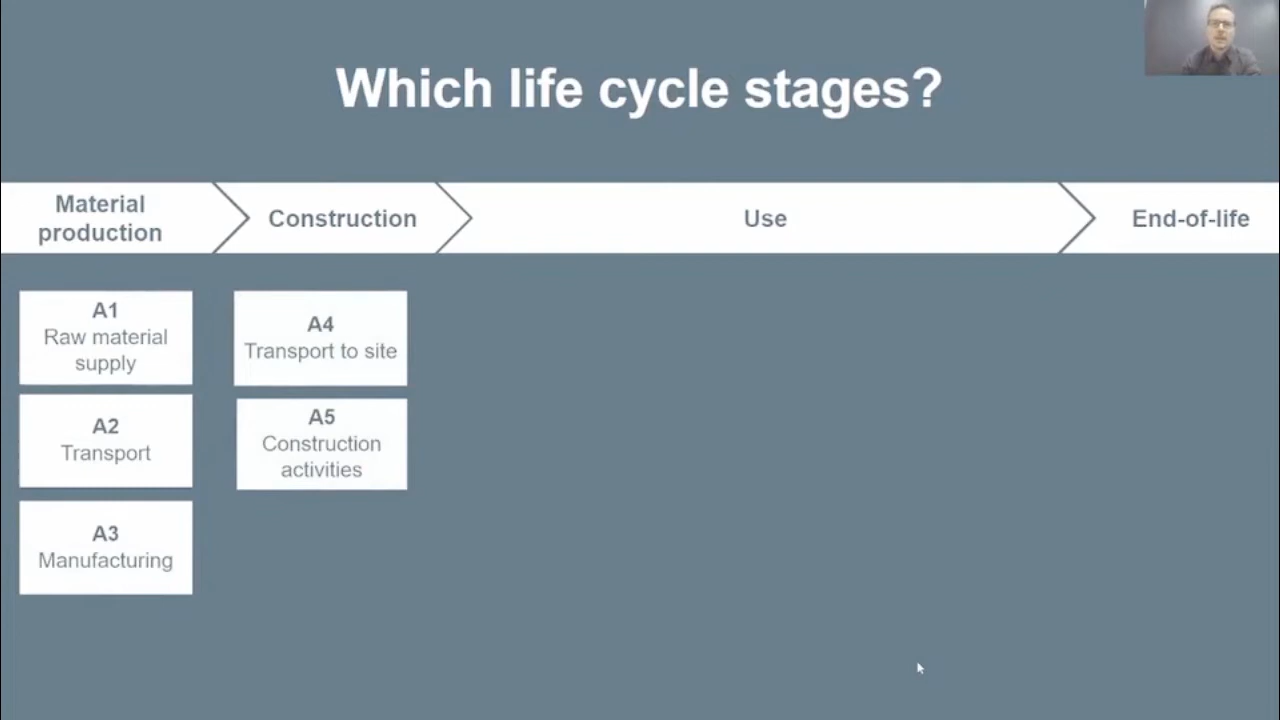 Which life cycle stages?
Material
production
Construction
Use
End-of-life
A1
Raw material
supply
A2
Transport
A3
Manufacturing
A4
Transport to site
A5
Construction
activities